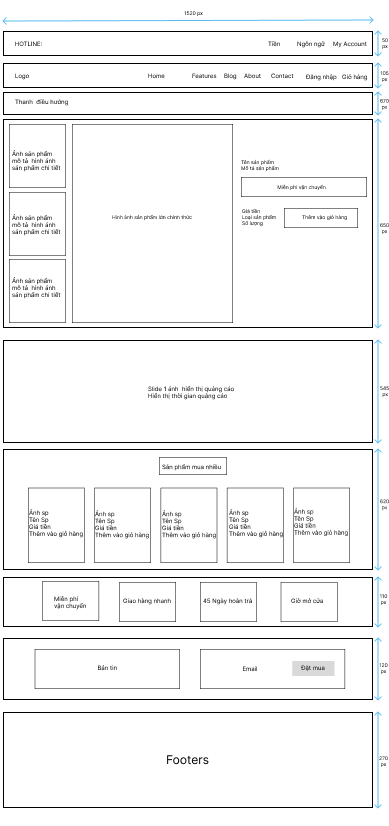 1520 px
HOTLINE:
Tiền
Ngôn ngữ
My Account
50
px
Logo
Home
Features
Blog
About
Contact
Đăng nhập
Giỏ hàng
105
px
Thanh điều hướng
670
px
Ảnh sản phẩm
mô tả hình ảnh
sản phẩm chi tiết
Ảnh sản phẩm
mô tả hình ảnh
sản phẩm chi tiết
Ảnh sản phẩm
mô tả hình ảnh
sản phẩm chi tiết
Hình ảnh sản phẩm lớn chính thức
Tên sản phẩm
Mô tả sản phẩm
Miễn phí vận chuyển
Giá tiền
Loại sản phẩm
Số lượng
Thêm vào giỏ hàng
650
px
Slide 1 ảnh hiển thị quảng cáo
Hiển thị thời gian quảng cáo
545
px
Sản phẩm mua nhiều
Ảnh sp
Tên Sp
Giá tiền
Thêm vào giỏ hàng
Ảnh sp
Tên Sp
Giá tiền
Thêm vào giỏ hàng
Ảnh sp
Tên Sp
Giá tiền
Thêm vào giỏ hàng
Ảnh sp
Tên Sp
Giá tiền
Thêm vào giỏ hàng
Ảnh sp
Tên Sp
Giá tiền
Thêm vào giỏ hàng
620
px
Miễn phí
vận chuyển
Giao hàng nhanh
45 Ngày hoàn trả
Giờ mở cửa
110
px
Bản tin
Email
Đặt mua
120
px
Footers
270
px